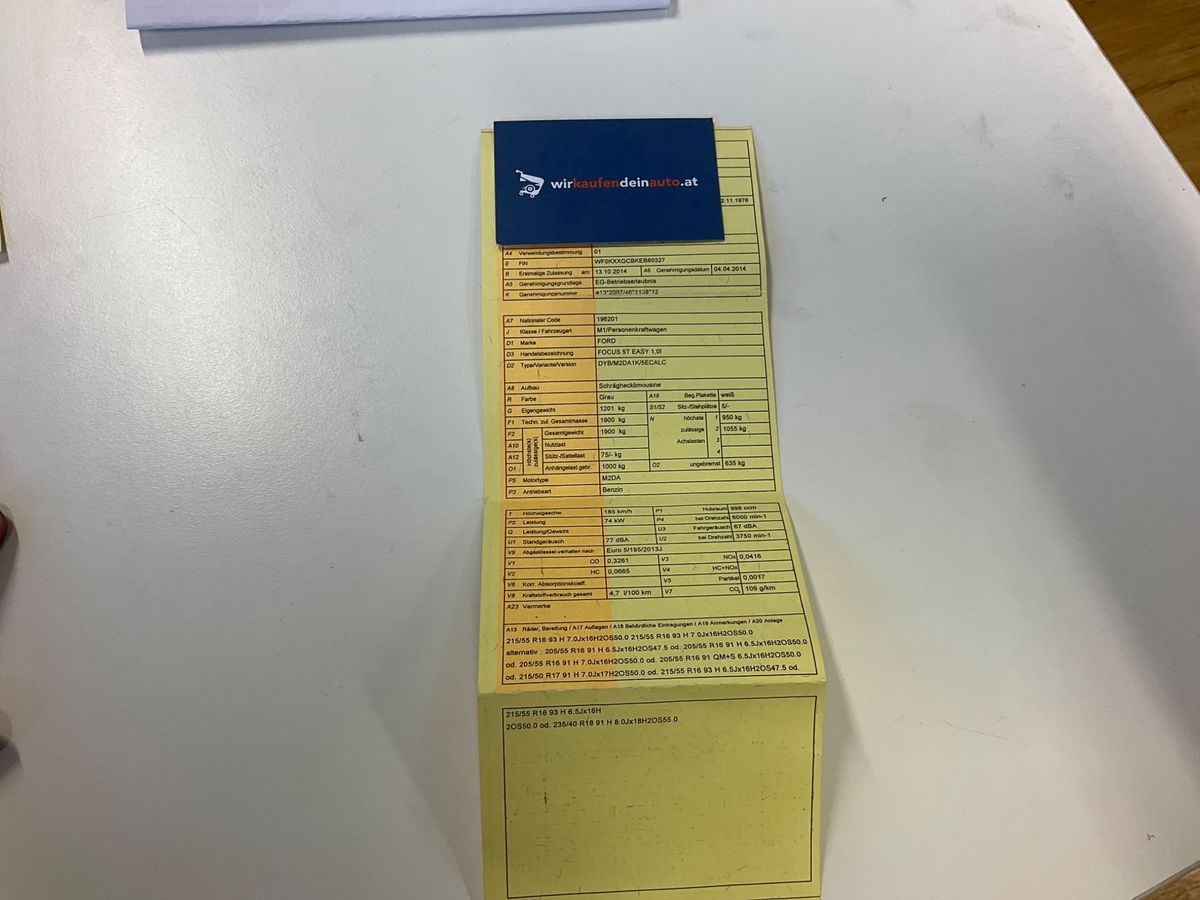 wirkaufendeinauto.at
2.11.1976
A4 Verwendungsbestimmung 01
E FIN WF0KXXGCBKEB80327
B Erstmalige Zulassung am: 13.10.2014 A6 Genehmigungsdatum 04.04.2014
A5 Genehmigungsgrundlage EG-Betriebserlaubnis
K Genehmigungsnummer e13*2007/46*1138*12
A7 Nationaler Code 196201
J Klasse / Fahrzeugart M1/Personenkraftwagen
D1 Marke FORD
D3 Handelsbezeichnung FOCUS 5T EASY 1,0l
D2 Type/Variante/Version DYB/M2DA1K/5ECALC
A8 Aufbau Schräghecklimousine
R Farbe Grau A16 Beg.Plakette weiß
G Eigengewicht 1201 kg S1/S2 Sitz-/Stehplätze 5/-
F1 Techn. zul. Gesamtmasse 1900 kg N höchste 1 950 kg
F2 Höchste(s) zulässige(s) Gesamtgewicht 1900 kg zulässige 2 1055 kg
A10 Nutzlast Achslasten 3
A12 Stütz-/Sattellast 75/- kg 4
O1 Anhängelast gebr. 1000 kg O2 ungebremst 635 kg
P5 Motortype M2DA
P3 Antriebsart Benzin
T Höchstgeschw. 185 km/h P1 Hubraum 998 ccm
P2 Leistung 74 kW P4 bei Drehzahl 6000 min-1
Q Leistung/Gewicht U3 Fahrgeräusch 67 dBA
U1 Standgeräusch 77 dBA U2 bei Drehzahl 3750 min-1
V9 Abgasklasse/-verhalten nach Euro 5/195/2013J
V1 CO 0,3261 V3 NOx 0,0416
V2 HC 0,0665 V4 HC+NOx
V6 Korr. Absorptionskoeff. V5 Partikel 0,0017
V8 Kraftstoffverbrauch gesamt 4,7 l/100 km V7 CO2 109 g/km
A23 Vermerke
A13 Räder, Bereifung / A17 Auflagen / A18 Behördliche Eintragungen / A19 Anmerkungen / A20 Anlage
215/55 R16 93 H 7.0Jx16H2OS50.0 215/55 R16 93 H 7.0Jx16H2OS50.0
alternativ : 205/55 R16 91 H 6.5Jx16H2OS47.5 od. 205/55 R16 91 H 6.5Jx16H2OS50.0
od. 205/55 R16 91 H 7.0Jx16H2OS50.0 od. 205/55 R16 91 QM+S 6.5Jx16H2OS50.0
od. 215/50 R17 91 H 7.0Jx17H2OS50.0 od. 215/55 R16 93 H 6.5Jx16H2OS47.5 od.
215/55 R16 93 H 6.5Jx16H
2OS50.0 od. 235/40 R18 91 H 8.0Jx18H2OS55.0